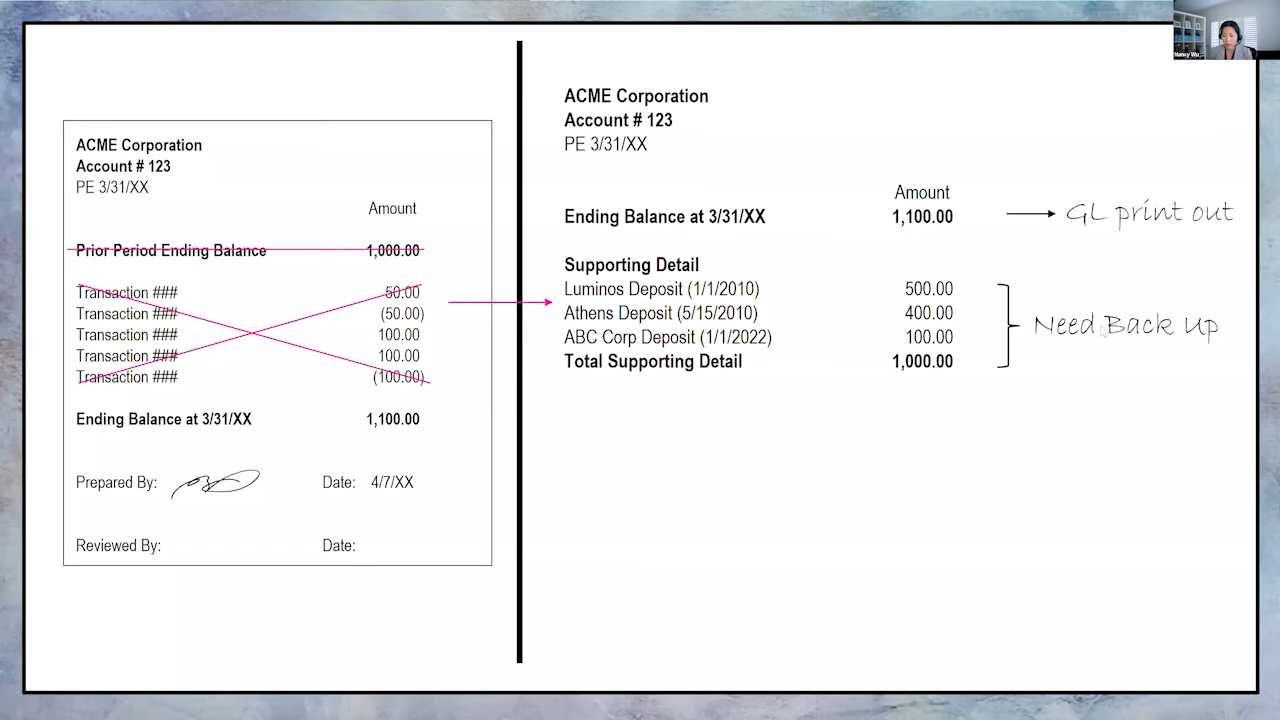 ACME Corporation
Account # 123
PE 3/31/XX
Amount
Prior Period Ending Balance 1,000.00
Transaction ### 50.00
Transaction ### (50.00)
Transaction ### 100.00
Transaction ### 100.00
Transaction ### (100.00)
Ending Balance at 3/31/XX 1,100.00
Prepared By: Date: 4/7/XX
Reviewed By: Date:
ACME Corporation
Account # 123
PE 3/31/XX
Amount
Ending Balance at 3/31/XX 1,100.00 GL print out
Supporting Detail
Luminos Deposit (1/1/2010) 500.00
Athens Deposit (5/15/2010) 400.00
ABC Corp Deposit (1/1/2022) 100.00
Total Supporting Detail 1,000.00
Need Back Up
Nancy Wu